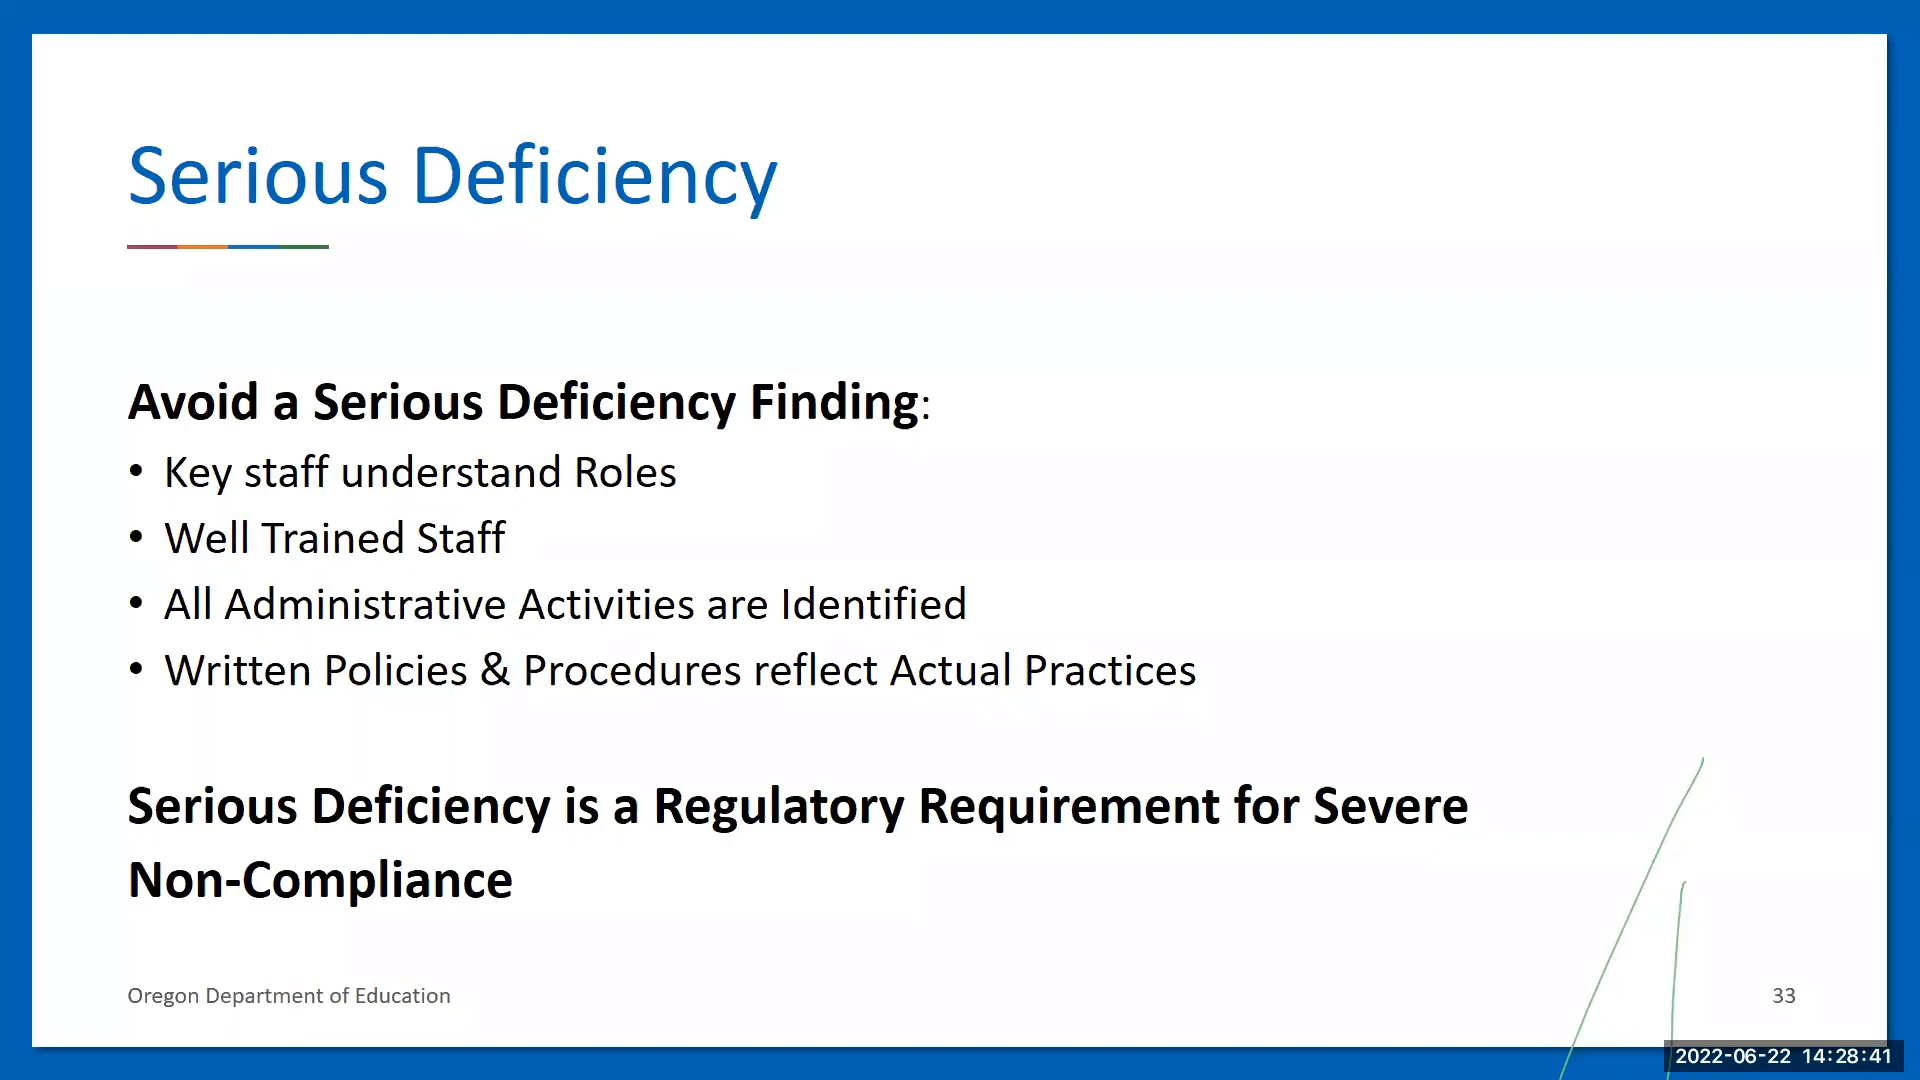 Serious Deficiency
Avoid a Serious Deficiency Finding:
• Key staff understand Roles
• Well Trained Staff
• All Administrative Activities are Identified
• Written Policies & Procedures reflect Actual Practices
Serious Deficiency is a Regulatory Requirement for Severe
Non-Compliance
Oregon Department of Education
33
2022-06-22 14:28:41